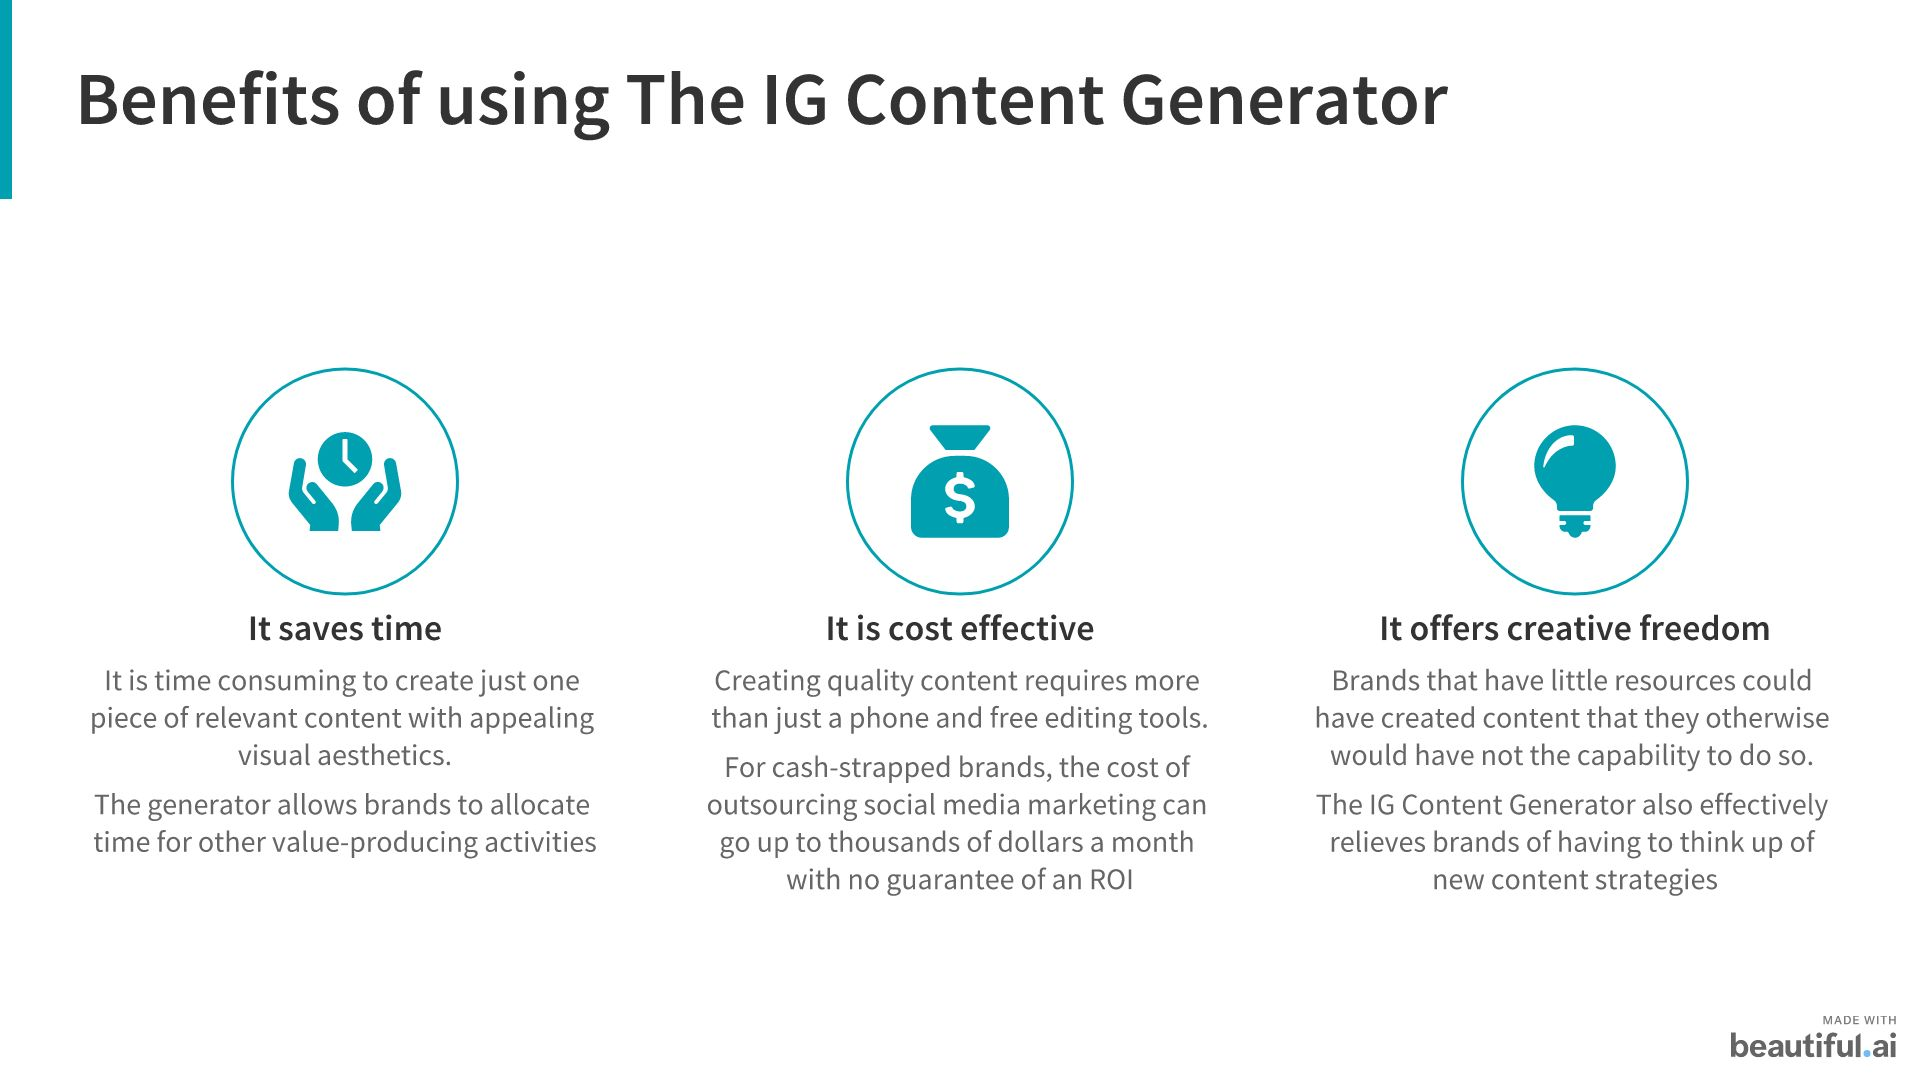 Benefits of using The IG Content Generator
$
It saves time
It is time consuming to create just one
piece of relevant content with appealing
visual aesthetics.
The generator allows brands to allocate
time for other value-producing activities
It is cost effective
Creating quality content requires more
than just a phone and free editing tools.
For cash-strapped brands, the cost of
outsourcing social media marketing can
go up to thousands of dollars a month
with no guarantee of an ROI
It offers creative freedom
Brands that have little resources could
have created content that they otherwise
would have not the capability to do so.
The IG Content Generator also effectively
relieves brands of having to think up of
new content strategies
MADE WITH
beautiful.ai